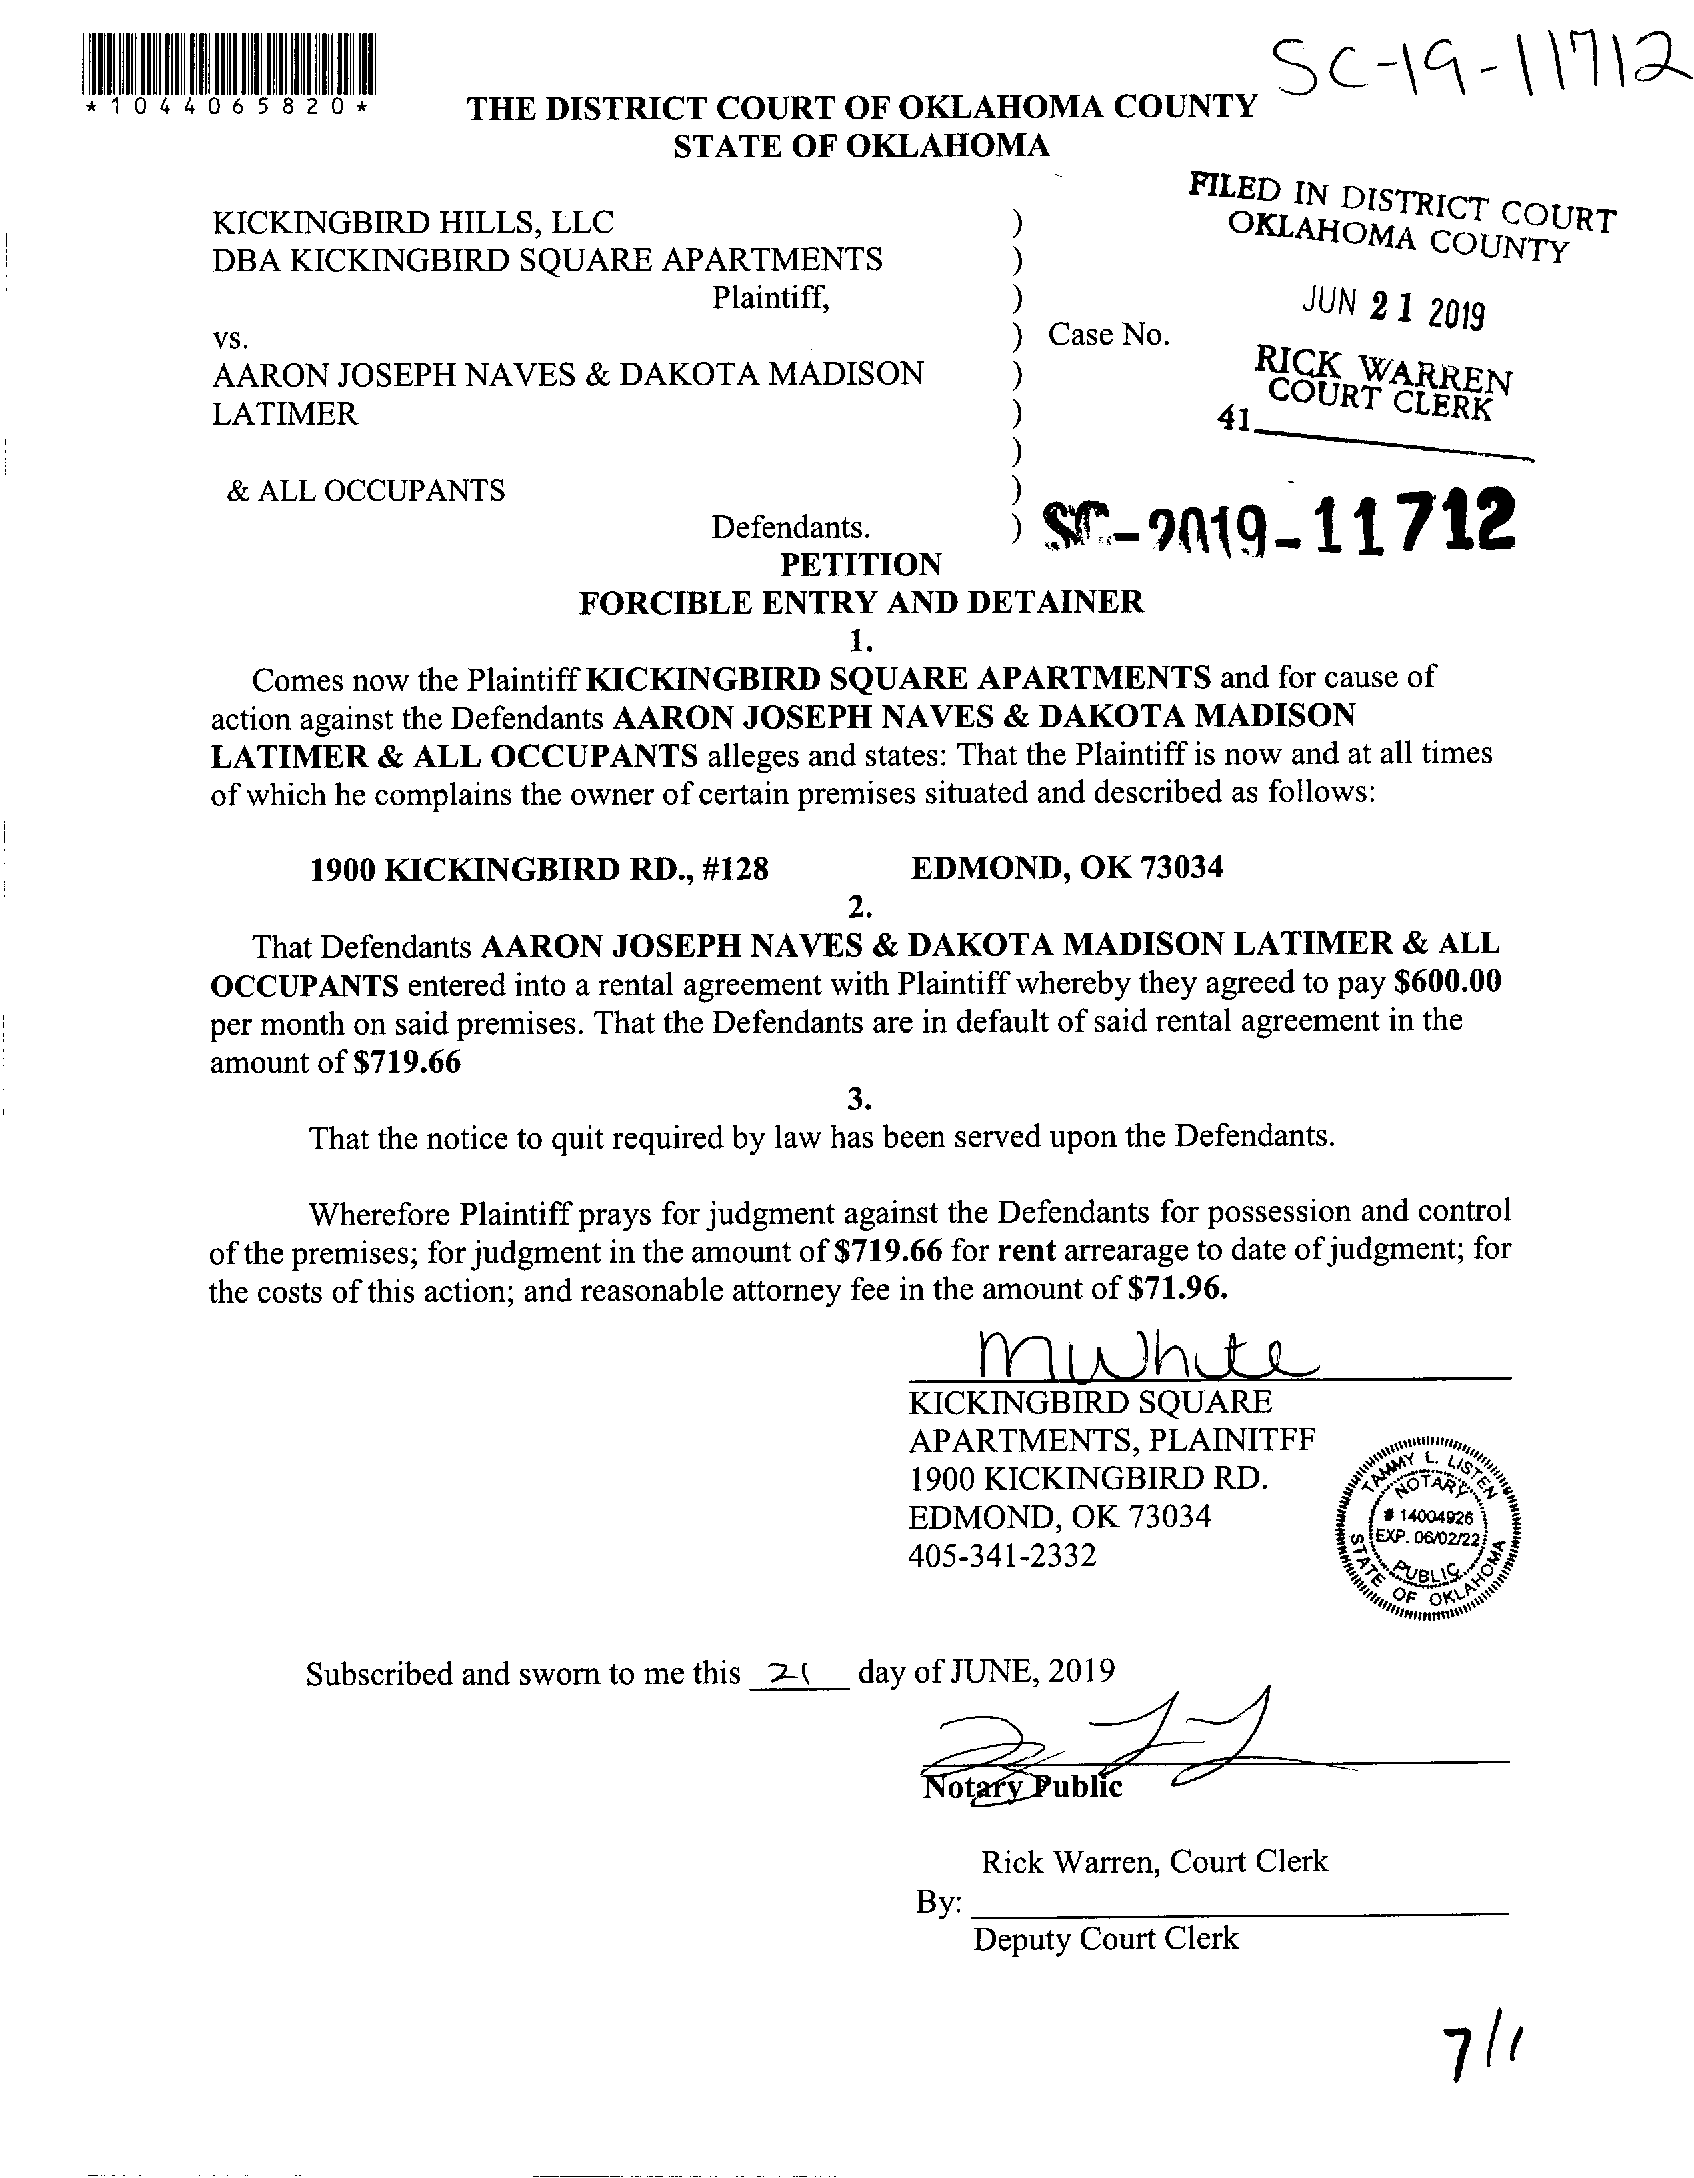 SC-19-11712
*1044065820*
THE DISTRICT COURT OF OKLAHOMA COUNTY
STATE OF OKLAHOMA
FILED IN DISTRICT COURT
OKLAHOMA COUNTY
JUN 21 2019
RICK WARREN
COURT CLERK
41
KICKINGBIRD HILLS, LLC )
DBA KICKINGBIRD SQUARE APARTMENTS )
Plaintiff, )
vs. ) Case No.
AARON JOSEPH NAVES & DAKOTA MADISON )
LATIMER )
)
& ALL OCCUPANTS )
Defendants. ) SC-2019-11712
PETITION
FORCIBLE ENTRY AND DETAINER
1.
Comes now the Plaintiff KICKINGBIRD SQUARE APARTMENTS and for cause of
action against the Defendants AARON JOSEPH NAVES & DAKOTA MADISON
LATIMER & ALL OCCUPANTS alleges and states: That the Plaintiff is now and at all times
of which he complains the owner of certain premises situated and described as follows:
1900 KICKINGBIRD RD., #128 EDMOND, OK 73034
2.
That Defendants AARON JOSEPH NAVES & DAKOTA MADISON LATIMER & ALL
OCCUPANTS entered into a rental agreement with Plaintiff whereby they agreed to pay $600.00
per month on said premises. That the Defendants are in default of said rental agreement in the
amount of $719.66
3.
That the notice to quit required by law has been served upon the Defendants.
Wherefore Plaintiff prays for judgment against the Defendants for possession and control
of the premises; for judgment in the amount of $719.66 for rent arrearage to date of judgment; for
the costs of this action; and reasonable attorney fee in the amount of $71.96.
MWhite
KICKINGBIRD SQUARE
APARTMENTS, PLAINITFF
1900 KICKINGBIRD RD.
EDMOND, OK 73034
405-341-2332
TAMMY L. LISTEN
NOTARY
# 14004926
EXP. 06/02/22
PUBLIC
STATE OF OKLAHOMA
Subscribed and sworn to me this 21 day of JUNE, 2019
Notary Public
Rick Warren, Court Clerk
By:
Deputy Court Clerk
7/1